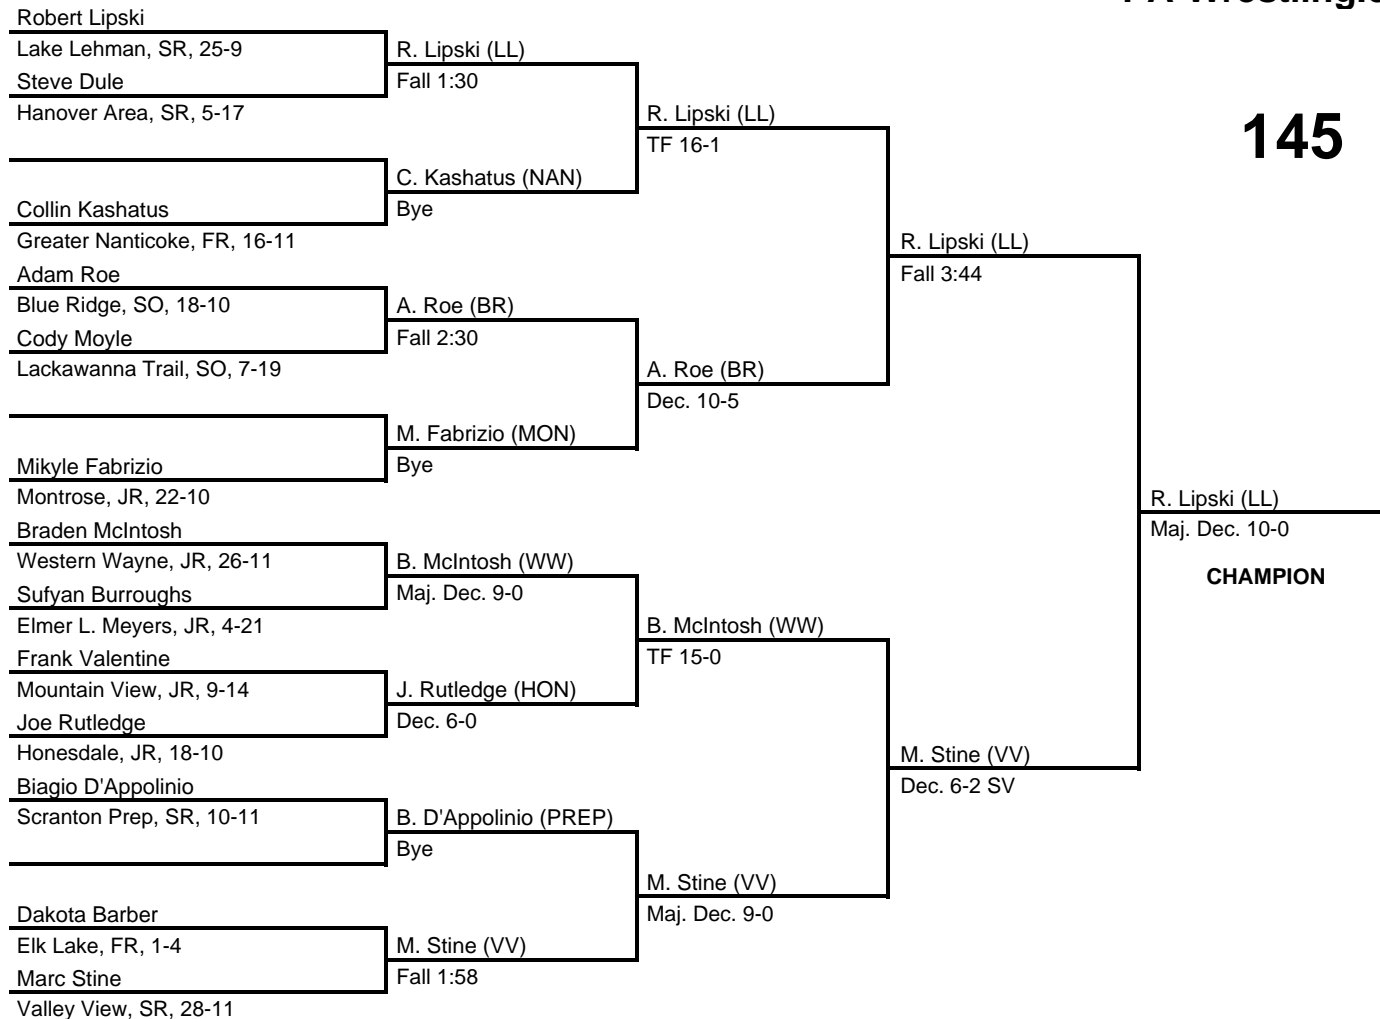 Robert Lipski
Lake Lehman, SR, 25-9
Steve Dule
Hanover Area, SR, 5-17
Collin Kashatus
Greater Nanticoke, FR, 16-11
Adam Roe
Blue Ridge, SO, 18-10
Cody Moyle
Lackawanna Trail, SO, 7-19
Mikyle Fabrizio
Montrose, JR, 22-10
Braden McIntosh
Western Wayne, JR, 26-11
Sufyan Burroughs
Elmer L. Meyers, JR, 4-21
Frank Valentine
Mountain View, JR, 9-14
Joe Rutledge
Honesdale, JR, 18-10
Biagio D'Appolinio
Scranton Prep, SR, 10-11
Dakota Barber
Elk Lake, FR, 1-4
Marc Stine
Valley View, SR, 28-11
R. Lipski (LL)
Fall 1:30
C. Kashatus (NAN)
Bye
A. Roe (BR)
Fall 2:30
M. Fabrizio (MON)
Bye
B. McIntosh (WW)
Maj. Dec. 9-0
J. Rutledge (HON)
Dec. 6-0
B. D'Appolinio (PREP)
Bye
M. Stine (VV)
Fall 1:58
R. Lipski (LL)
TF 16-1
A. Roe (BR)
Dec. 10-5
B. McIntosh (WW)
TF 15-0
M. Stine (VV)
Maj. Dec. 9-0
R. Lipski (LL)
Fall 3:44
M. Stine (VV)
Dec. 6-2 SV
145
R. Lipski (LL)
Maj. Dec. 10-0
CHAMPION